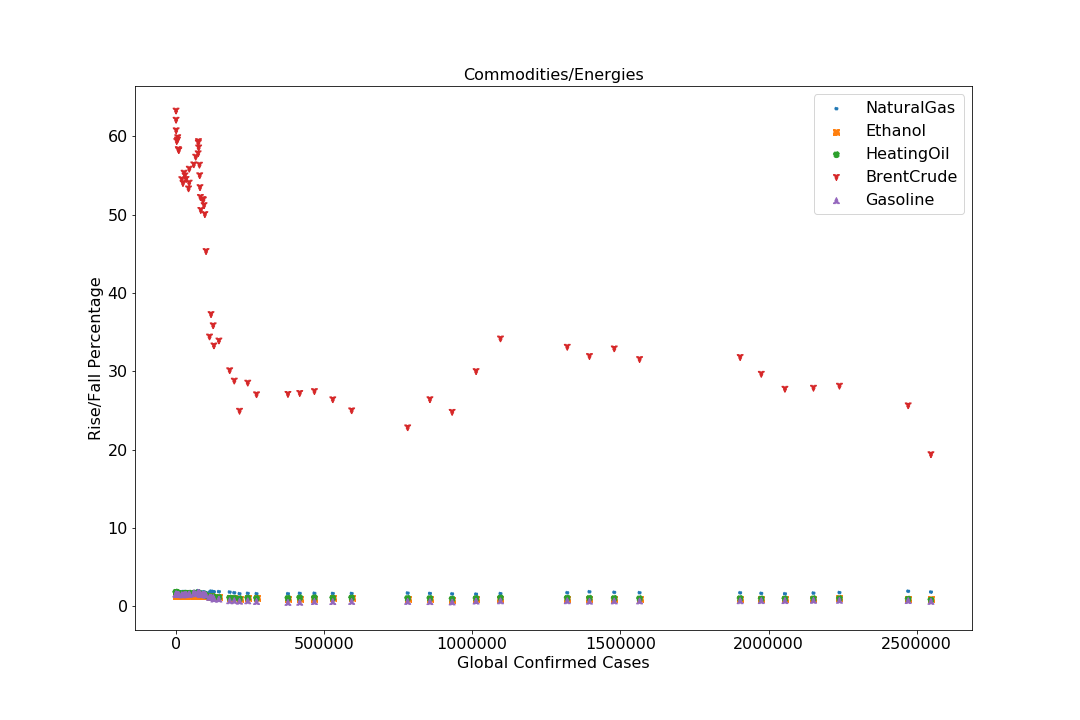 Commodities/Energies
NaturalGas
Ethanol
HeatingOil
BrentCrude
Gasoline
Rise/Fall Percentage
60
50
40
30
20
10
0
0
500000
1000000
1500000
2000000
2500000
Global Confirmed Cases